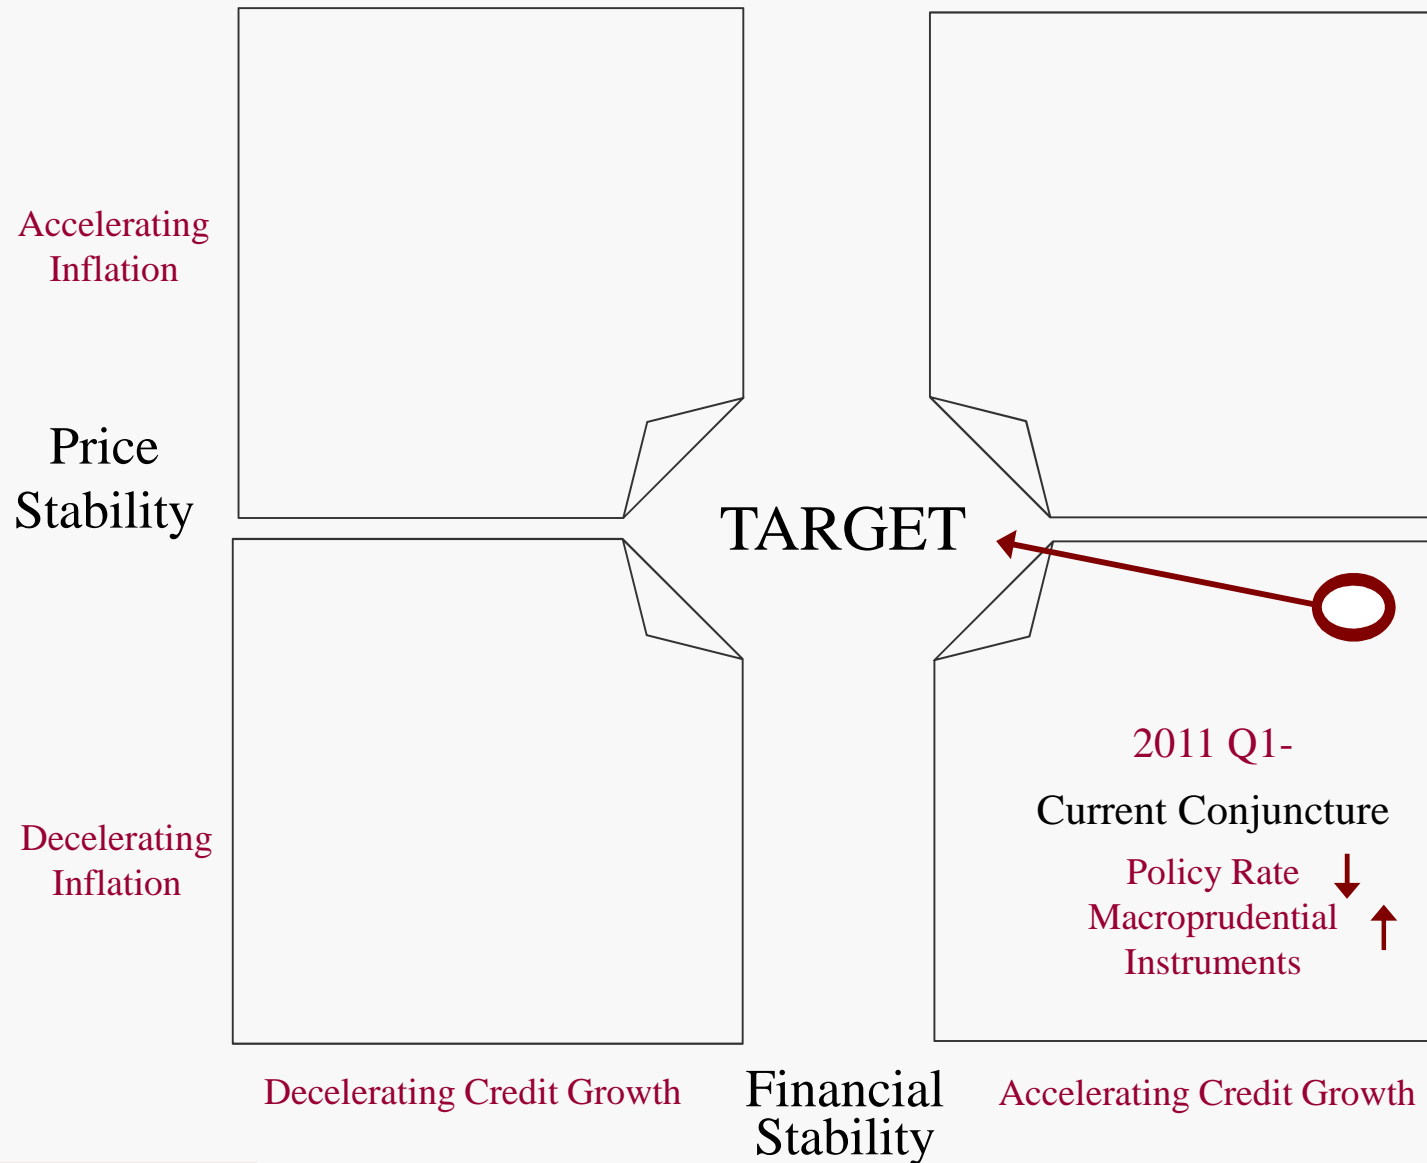 Accelerating
Inflation
Price
Stability
TARGET
2011 Q1-
Current Conjuncture
Policy Rate
Macroprudential
Instruments
Decelerating
Inflation
Decelerating Credit Growth
Financial
Stability
Accelerating Credit Growth